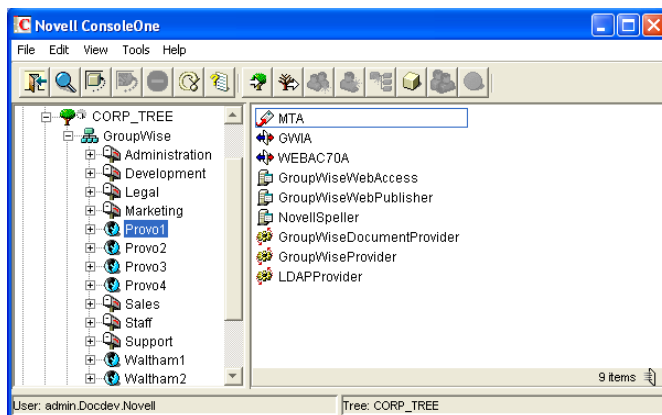 Novell ConsoleOne
File Edit View Tools Help
CORP_TREE
GroupWise
Administration
Development
Legal
Marketing
Provo1
Provo2
Provo3
Provo4
Sales
Staff
Support
Waltham1
Waltham2
MTA
GWIA
WEBAC70A
GroupWiseWebAccess
GroupWiseWebPublisher
NovellSpeller
GroupWiseDocumentProvider
GroupWiseProvider
LDAPProvider
9 items
User: admin.Docdev.Novell
Tree: CORP_TREE